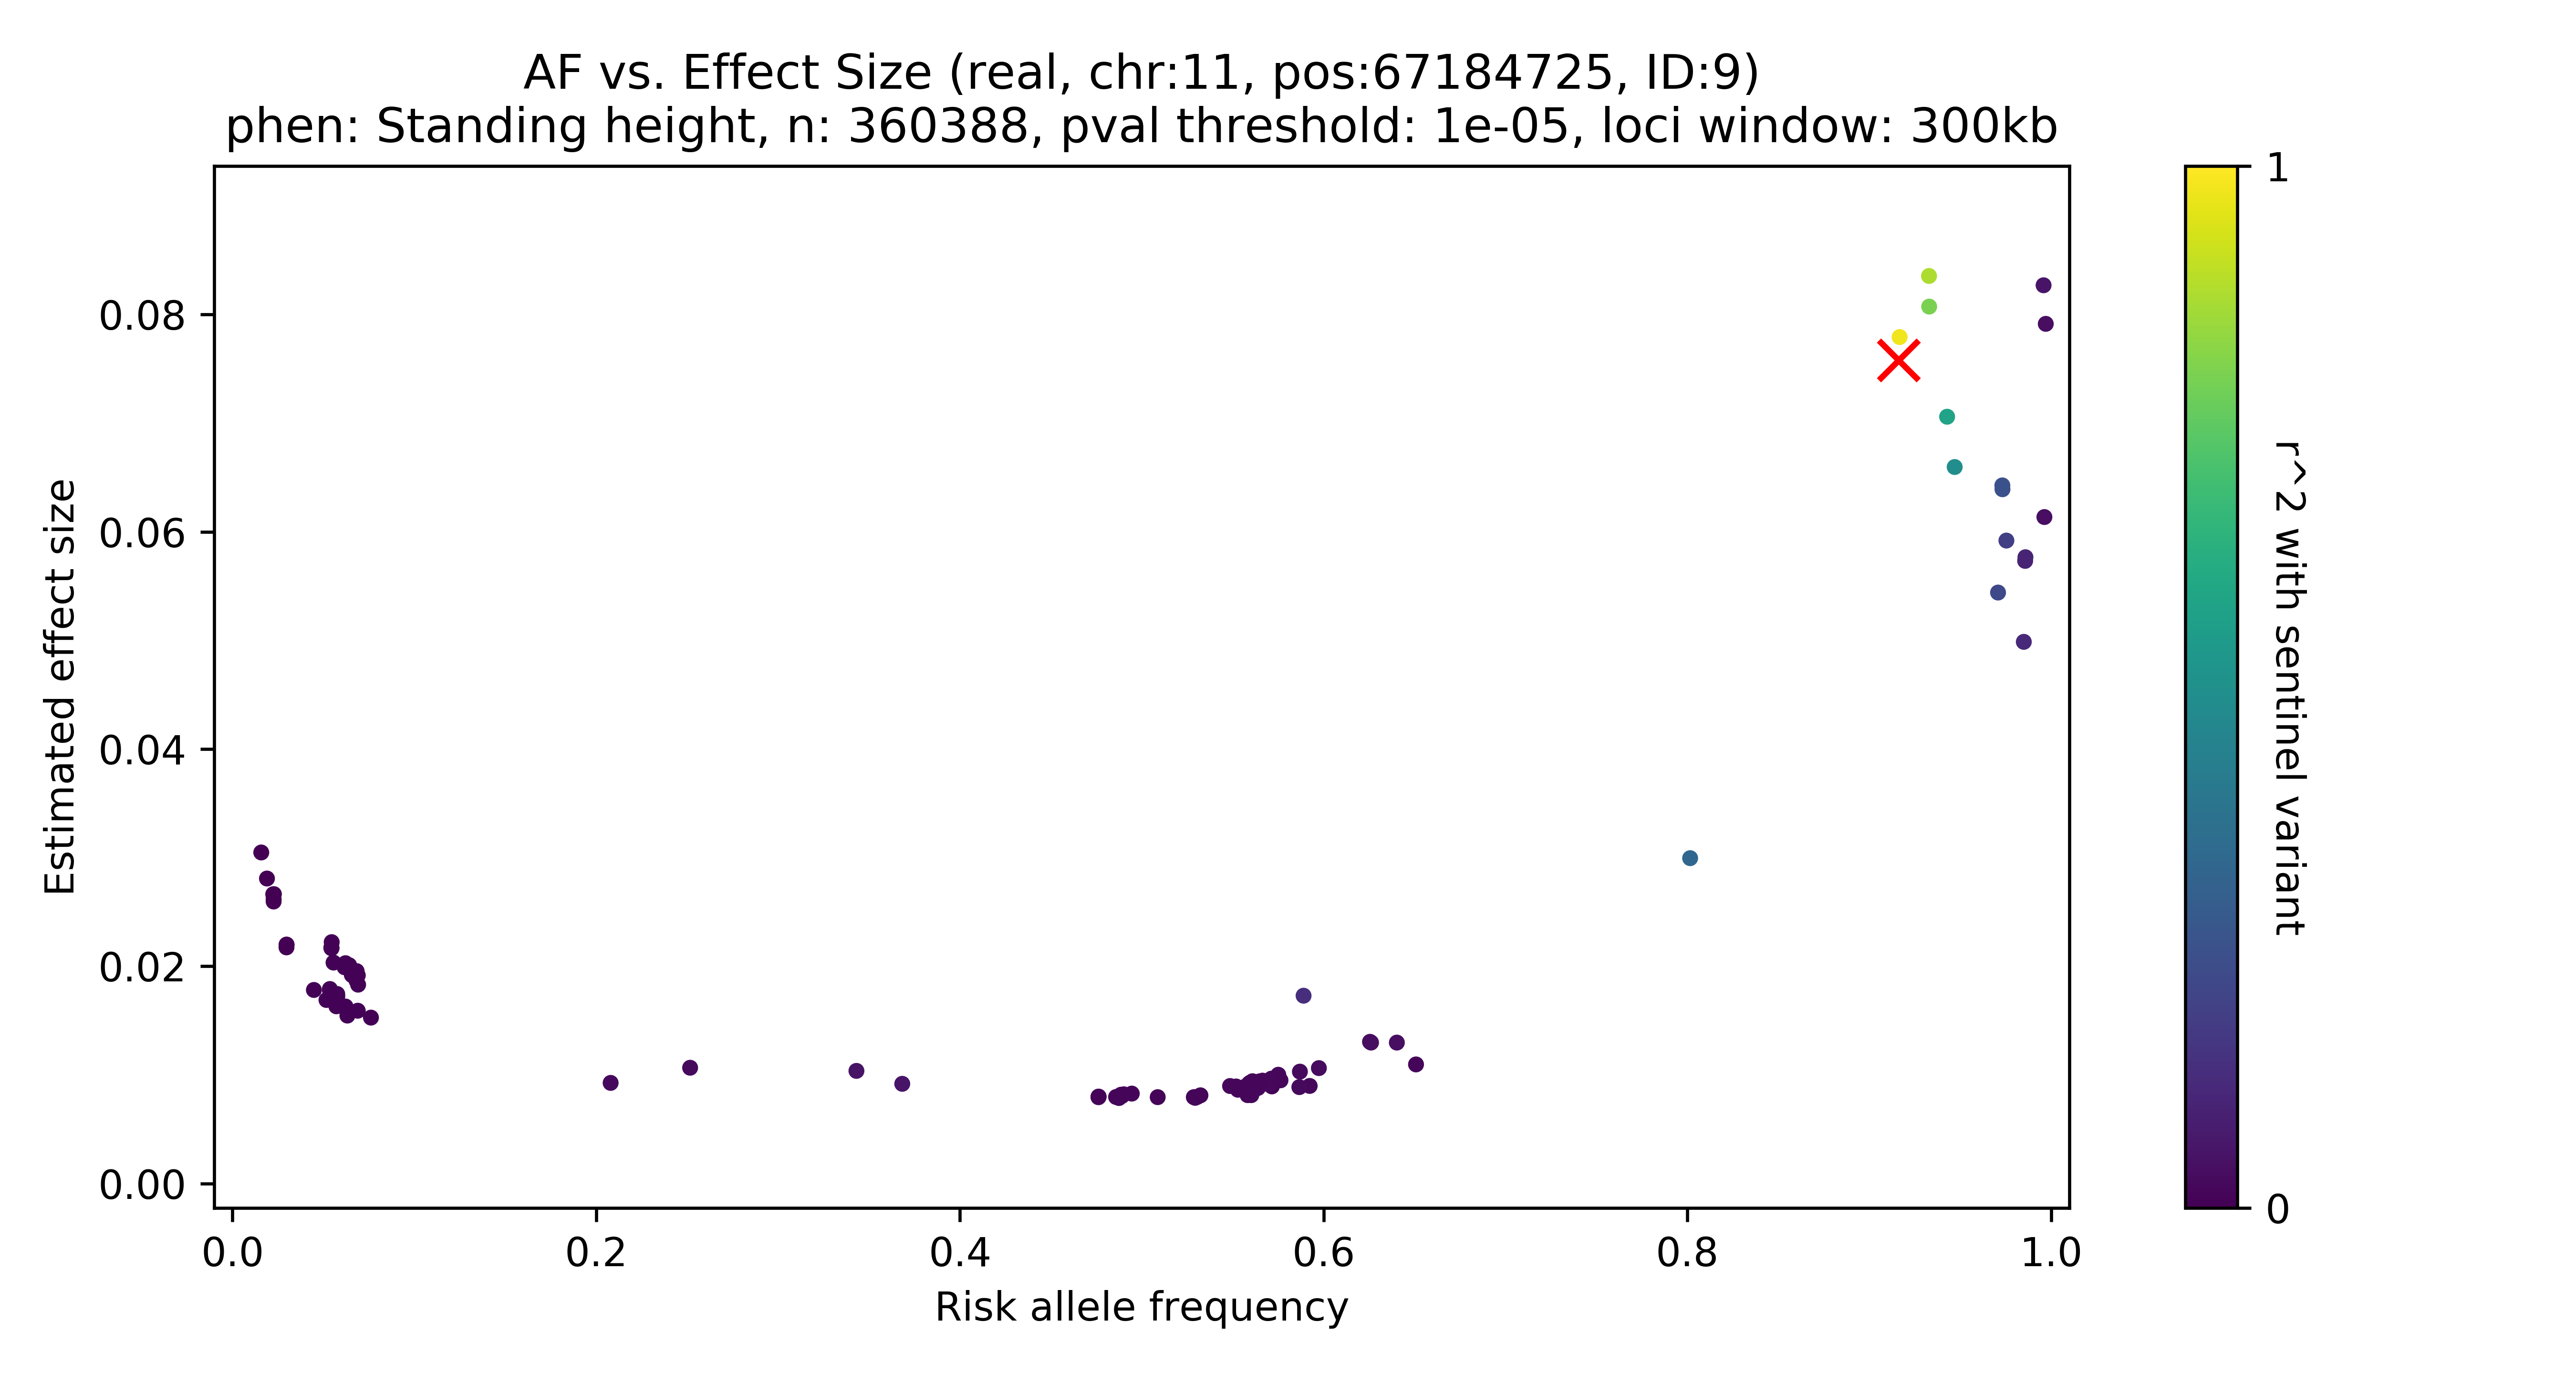 AF vs. Effect Size (real, chr:11, pos:67184725, ID:9)
phen: Standing height, n: 360388, pval threshold: 1e-05, loci window: 300kb
Estimated effect size
0.08
0.06
0.04
0.02
0.00
0.0 0.2 0.4 0.6 0.8 1.0
Risk allele frequency
1
0
r^2 with sentinel variant